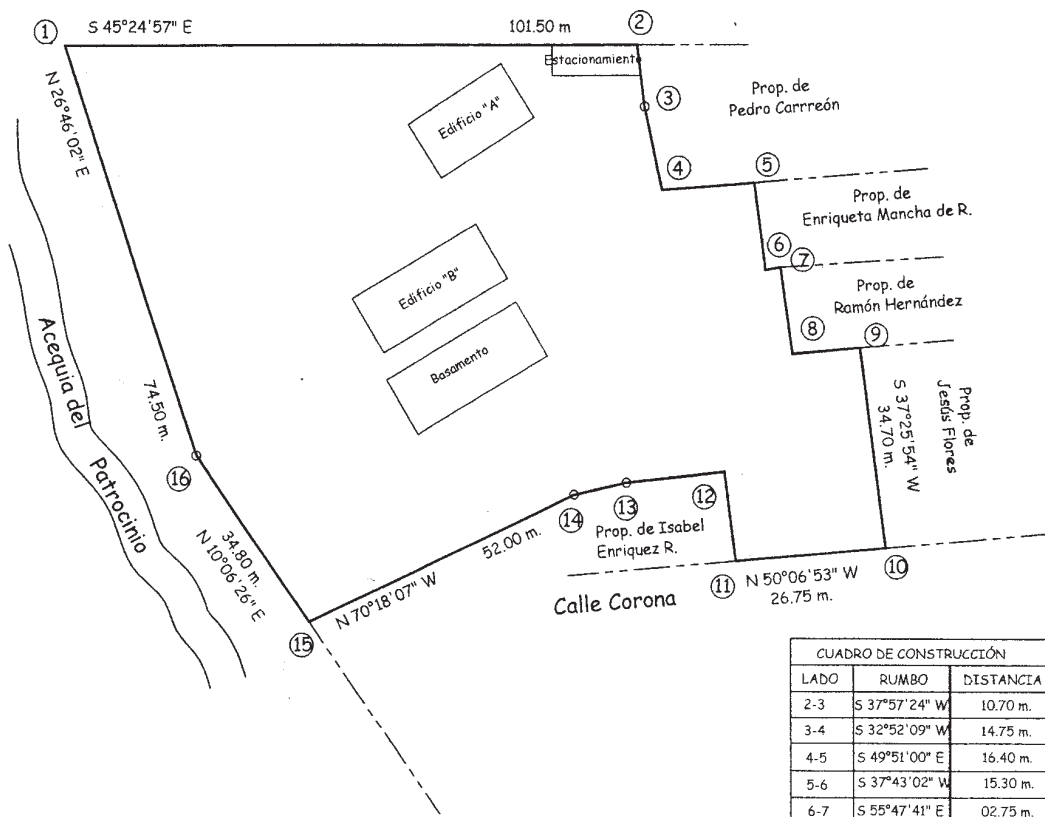 1
S 45°24'57" E
101.50 m
2
Estacionamiento
3
Prop. de
Pedro Carrreón
N 26°46'02" E
Edificio "A"
4
5
Prop. de
Enriqueta Mancha de R.
6
7
Prop. de
Ramón Hernández
Edificio "B"
8
9
Basamento
Acequia del
Patrocinio
74.50 m.
S 37°25'54" W
34.70 m.
Prop. de
Jesús Flores
16
14
13
12
Prop. de Isabel
Enriquez R.
34.80 m.
N 10°06'26" E
52.00 m.
N 70°18'07" W
15
Calle Corona
11
N 50°06'53" W
26.75 m.
10
CUADRO DE CONSTRUCCIÓN
LADO RUMBO DISTANCIA
2-3 S 37°57'24" W 10.70 m.
3-4 S 32°52'09" W 14.75 m.
4-5 S 49°51'00" E 16.40 m.
5-6 S 37°43'02" W 15.30 m.
6-7 S 55°47'41" E 02.75 m.